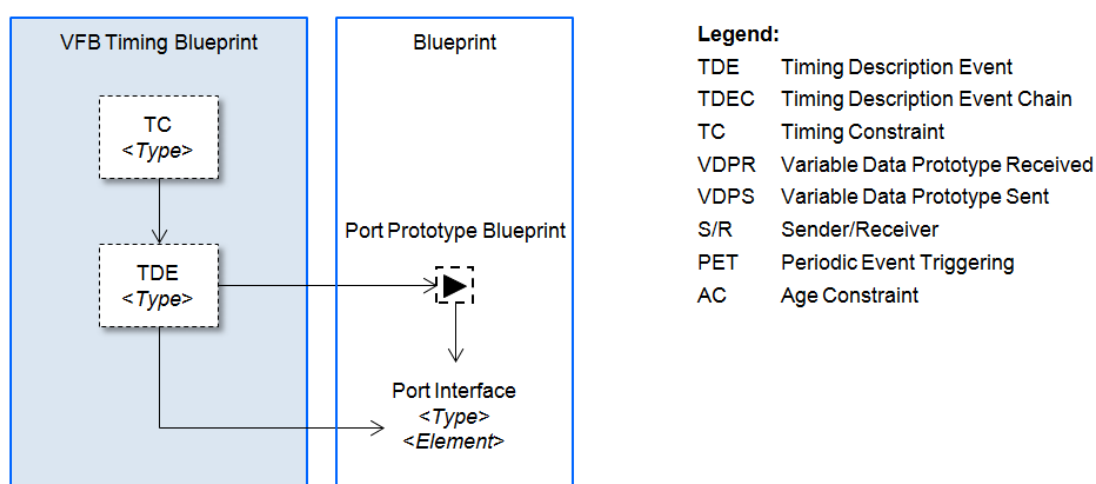 VFB Timing Blueprint
TC
<Type>
TDE
<Type>
Blueprint
Port Prototype Blueprint
Port Interface
<Type>
<Element>
Legend:
TDE Timing Description Event
TDEC Timing Description Event Chain
TC Timing Constraint
VDPR Variable Data Prototype Received
VDPS Variable Data Prototype Sent
S/R Sender/Receiver
PET Periodic Event Triggering
AC Age Constraint